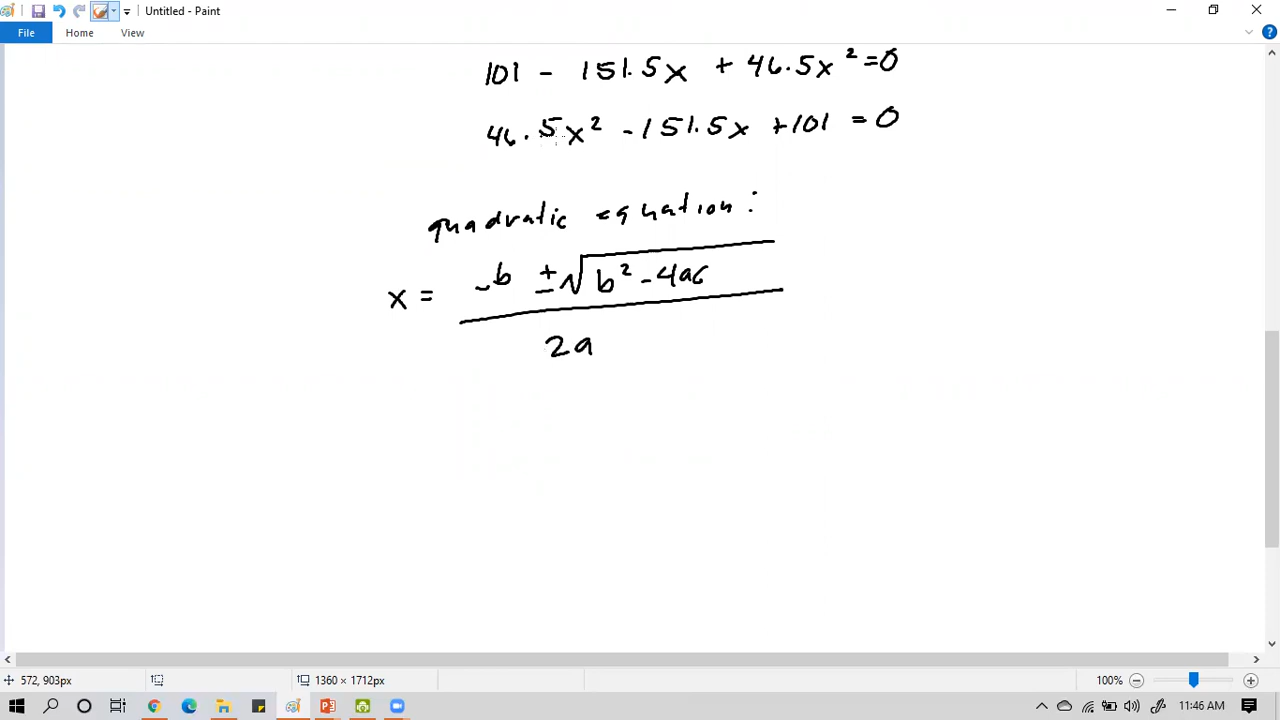 Untitled - Paint
File Home View
101 - 151.5x + 46.5x² =0
46.5x² -151.5x +101 = 0
quadratic equation:
x = -b ± √b² -4ac
2a
572, 903px
1360 × 1712px
100%
11:46 AM